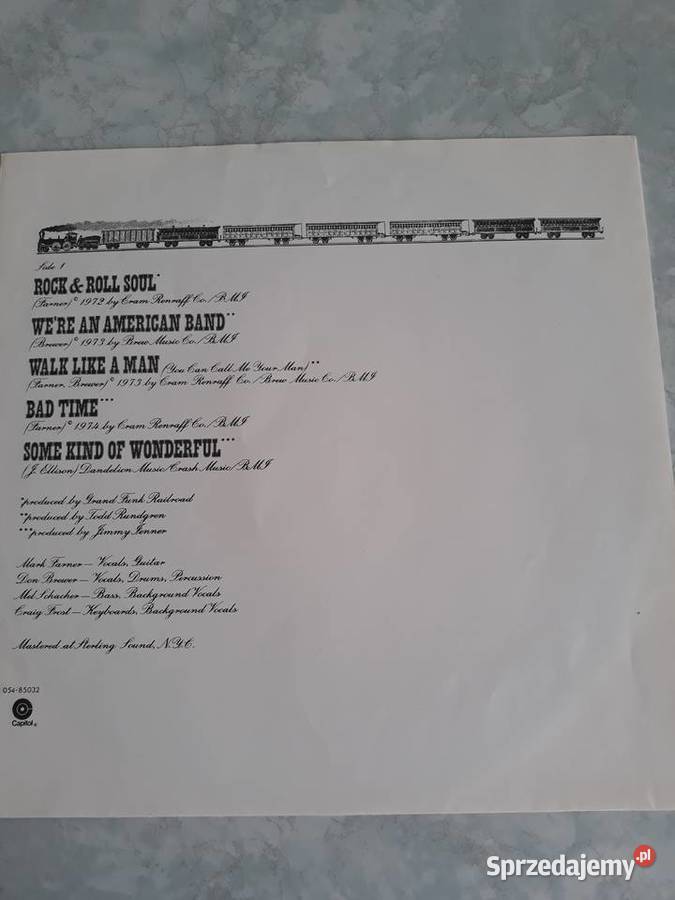 Side 1
ROCK & ROLL SOUL*
(Farner) © 1972 by Cram Renraff Co./BMI
WE'RE AN AMERICAN BAND**
(Brewer) © 1973 by Brew Music Co./BMI
WALK LIKE A MAN (You Can Call Me Your Man)**
(Farner, Brewer) © 1973 by Cram Renraff Co./Brew Music Co./BMI
BAD TIME***
(Farner) © 1974 by Cram Renraff Co./BMI
SOME KIND OF WONDERFUL***
(J. Ellison) Dandelion Music/Crash Music/BMI
*produced by Grand Funk Railroad
**produced by Todd Rundgren
***produced by Jimmy Ienner
Mark Farner — Vocals, Guitar
Don Brewer — Vocals, Drums, Percussion
Mel Schacher — Bass, Background Vocals
Craig Frost — Keyboards, Background Vocals
Mastered at Sterling Sound, N.Y.C.
054-85032
Capitol®
Sprzedajemy.pl